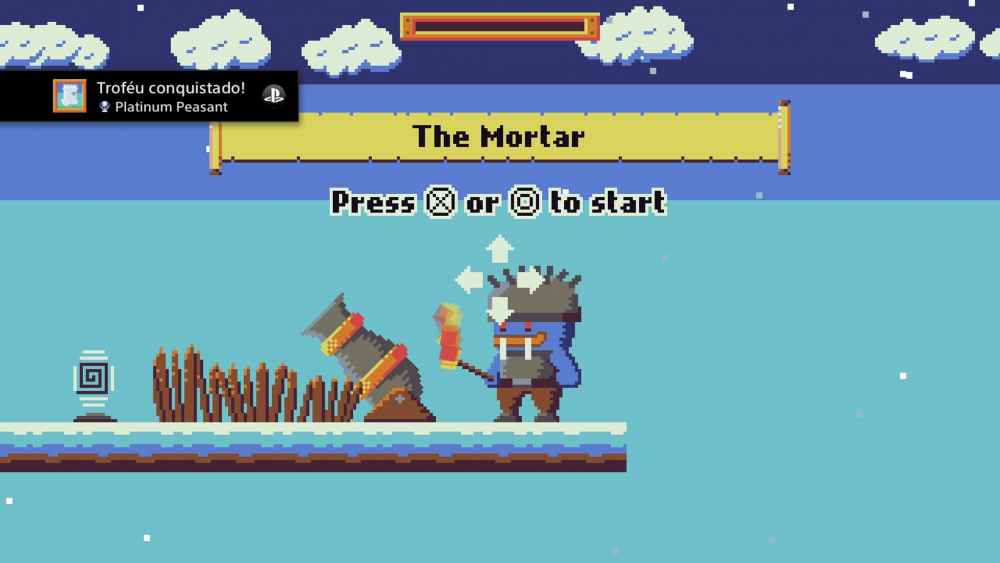 Troféu conquistado!
Platinum Peasant
The Mortar
Press ⓧ or ⓞ to start